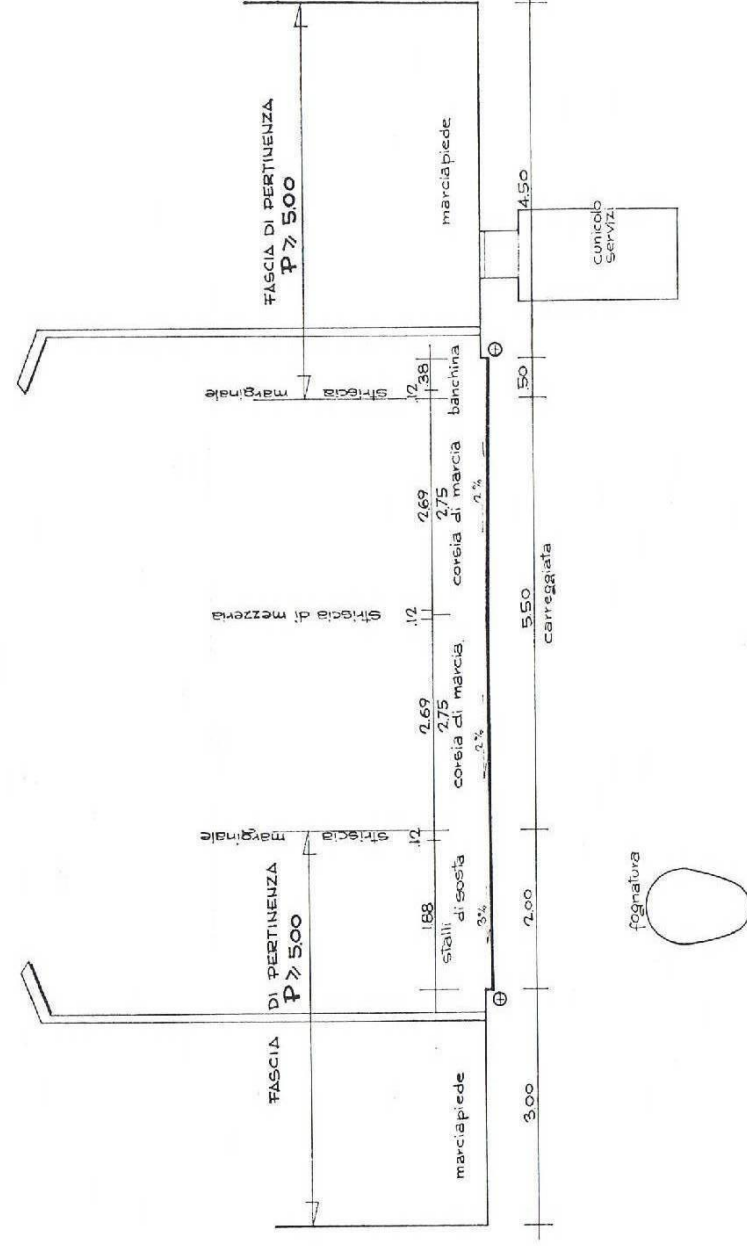 FASCIA DI PERTINENZA
P ≥ 5.00
FASCIA DI PERTINENZA
P ≥ 5.00
striscia marginale
striscia di mezzeria
striscia marginale
1.88
.12
2.69
.12
2.69
.12
.38
2.75
2.75
marciapiede
stalli
di sosta
corsia di marcia
corsia di marcia
banchina
marciapiede
3%
2%
2%
3.00
2.00
5.50
.50
4.50
carreggiata
fognatura
cunicolo
servizi